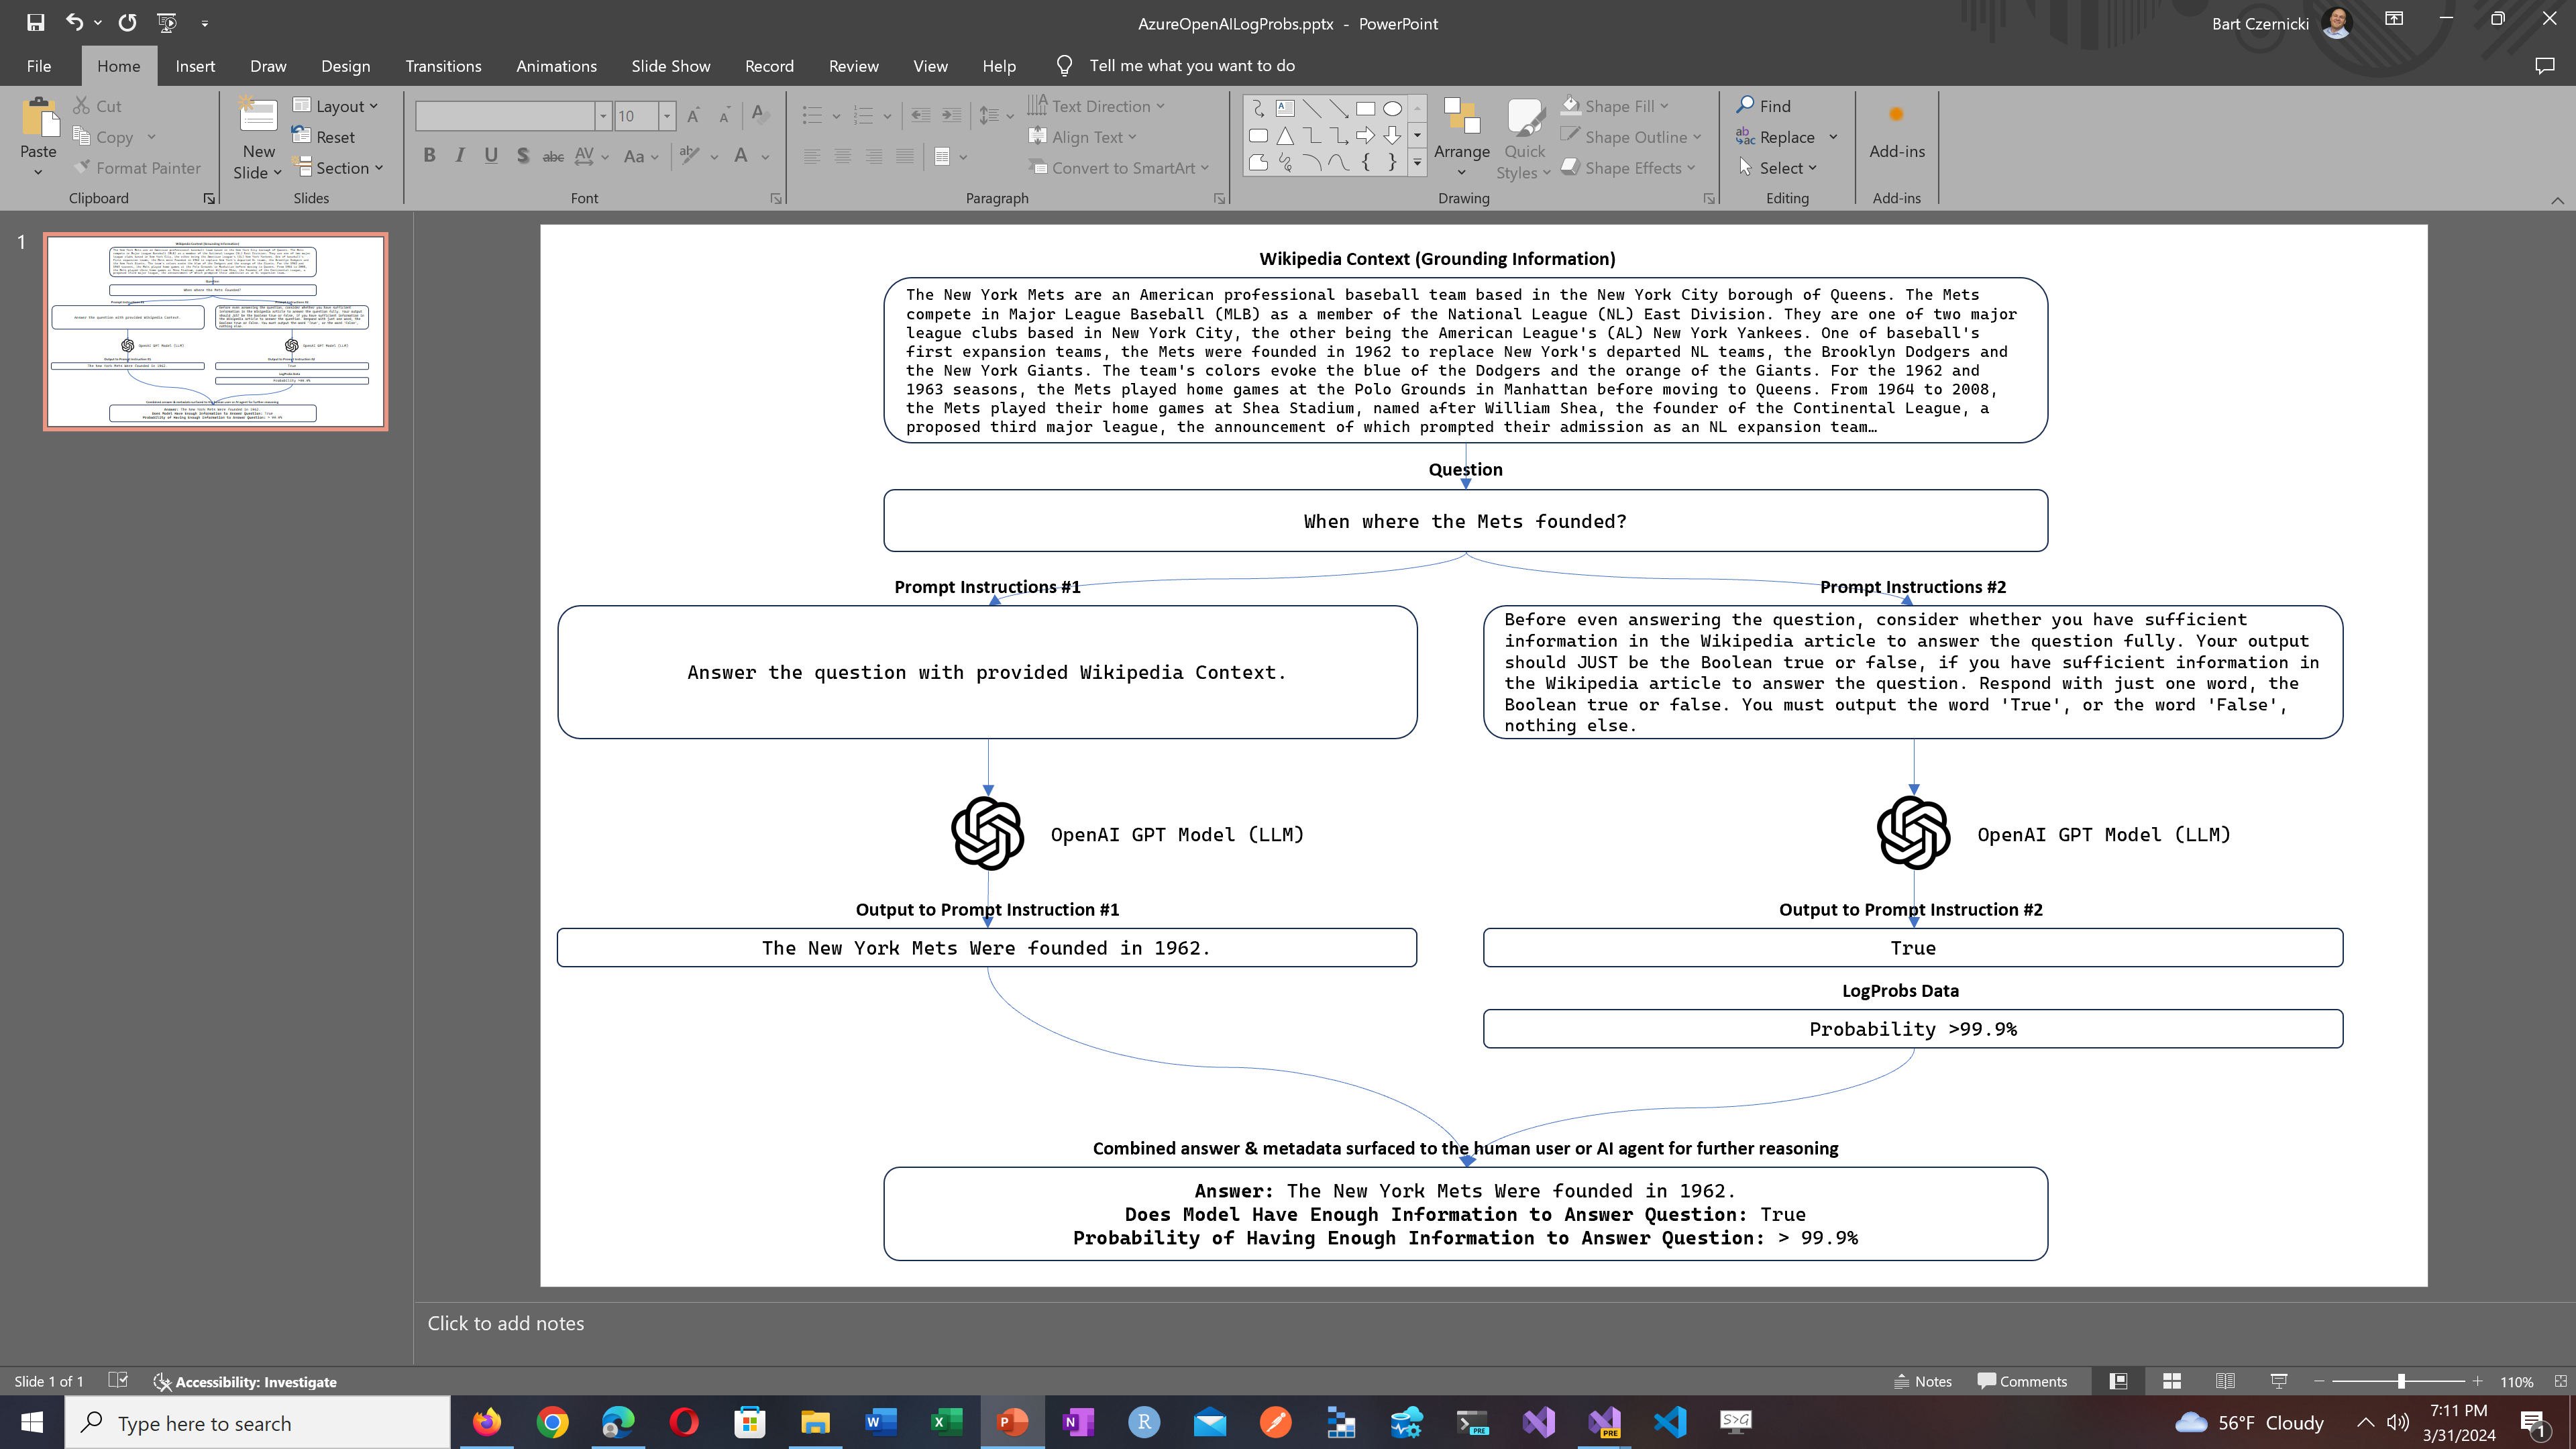 AzureOpenAILogProbs.pptx - PowerPoint
Bart Czernicki
File
Home
Insert
Draw
Design
Transitions
Animations
Slide Show
Record
Review
View
Help
Tell me what you want to do
Paste
Cut
Copy
Format Painter
Clipboard
New
Slide
Layout
Reset
Section
Slides
10
Font
Text Direction
Align Text
Convert to SmartArt
Paragraph
Arrange
Quick
Styles
Shape Fill
Shape Outline
Shape Effects
Drawing
Find
Replace
Select
Editing
Add-ins
Add-ins
1
Wikipedia Context (Grounding Information)
The New York Mets are an American professional baseball team based in the New York City borough of Queens. The Mets
compete in Major League Baseball (MLB) as a member of the National League (NL) East Division. They are one of two major
league clubs based in New York City, the other being the American League's (AL) New York Yankees. One of baseball's
first expansion teams, the Mets were founded in 1962 to replace New York's departed NL teams, the Brooklyn Dodgers and
the New York Giants. The team's colors evoke the blue of the Dodgers and the orange of the Giants. For the 1962 and
1963 seasons, the Mets played home games at the Polo Grounds in Manhattan before moving to Queens. From 1964 to 2008,
the Mets played their home games at Shea Stadium, named after William Shea, the founder of the Continental League, a
proposed third major league, the announcement of which prompted their admission as an NL expansion team…
Question
When where the Mets founded?
Prompt Instructions #1
Answer the question with provided Wikipedia Context.
Prompt Instructions #2
Before even answering the question, consider whether you have sufficient
information in the Wikipedia article to answer the question fully. Your output
should JUST be the Boolean true or false, if you have sufficient information in
the Wikipedia article to answer the question. Respond with just one word, the
Boolean true or false. You must output the word 'True', or the word 'False',
nothing else.
OpenAI GPT Model (LLM)
OpenAI GPT Model (LLM)
Output to Prompt Instruction #1
The New York Mets Were founded in 1962.
Output to Prompt Instruction #2
True
LogProbs Data
Probability >99.9%
Combined answer & metadata surfaced to the human user or AI agent for further reasoning
Answer: The New York Mets Were founded in 1962.
Does Model Have Enough Information to Answer Question: True
Probability of Having Enough Information to Answer Question: > 99.9%
Click to add notes
Slide 1 of 1
Accessibility: Investigate
Notes
Comments
110%
Type here to search
56°F Cloudy
7:11 PM
3/31/2024
1